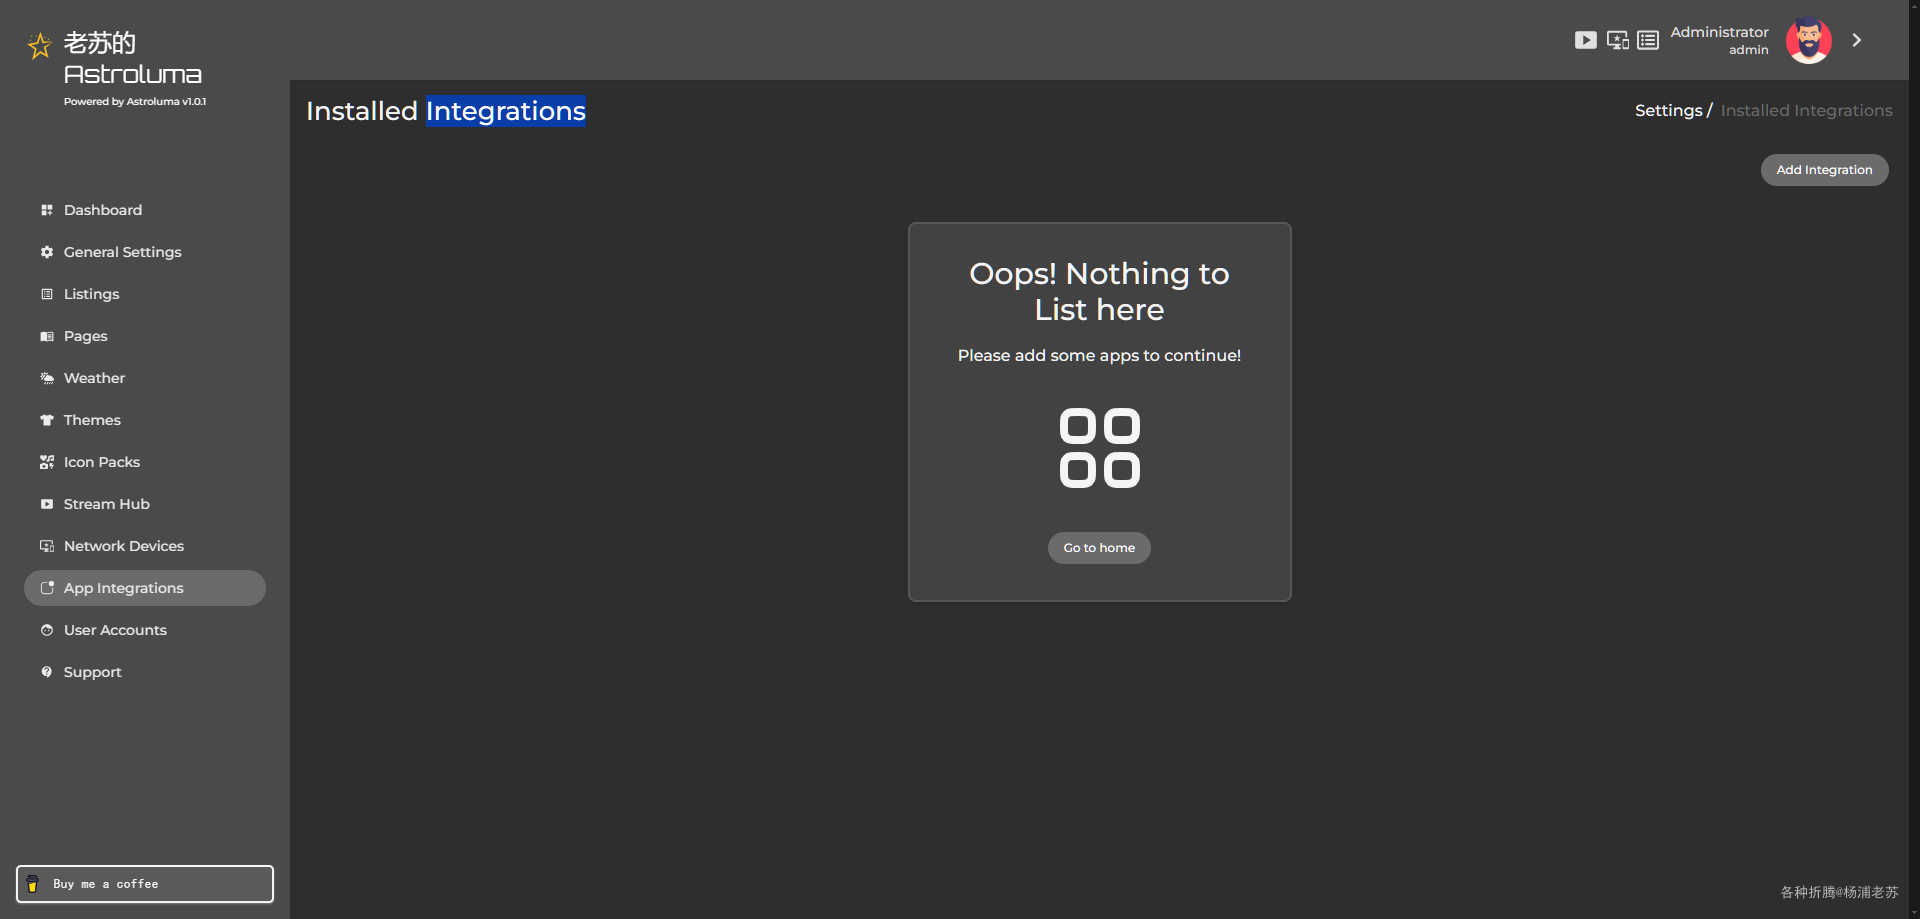 老苏的
Astroluma
Powered by Astroluma v1.0.1
Administrator
admin
Installed Integrations
Settings / Installed Integrations
Add Integration
Dashboard
General Settings
Listings
Pages
Weather
Themes
Icon Packs
Stream Hub
Network Devices
App Integrations
User Accounts
Support
Oops! Nothing to
List here
Please add some apps to continue!
Go to home
Buy me a coffee
各种折腾@杨浦老苏